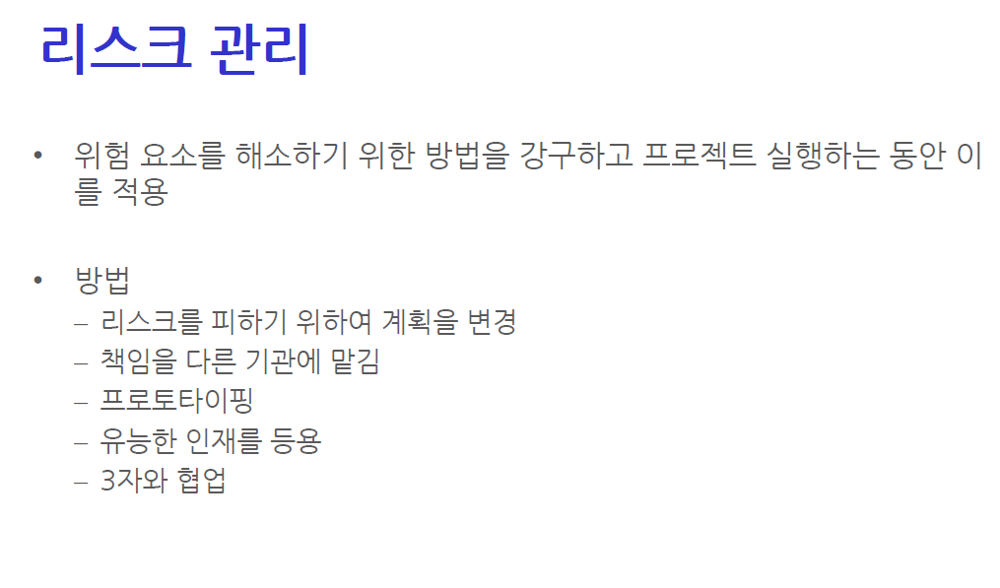 리스크 관리
• 위험 요소를 해소하기 위한 방법을 강구하고 프로젝트 실행하는 동안 이
를 적용
• 방법
– 리스크를 피하기 위하여 계획을 변경
– 책임을 다른 기관에 맡김
– 프로토타이핑
– 유능한 인재를 등용
– 3자와 협업